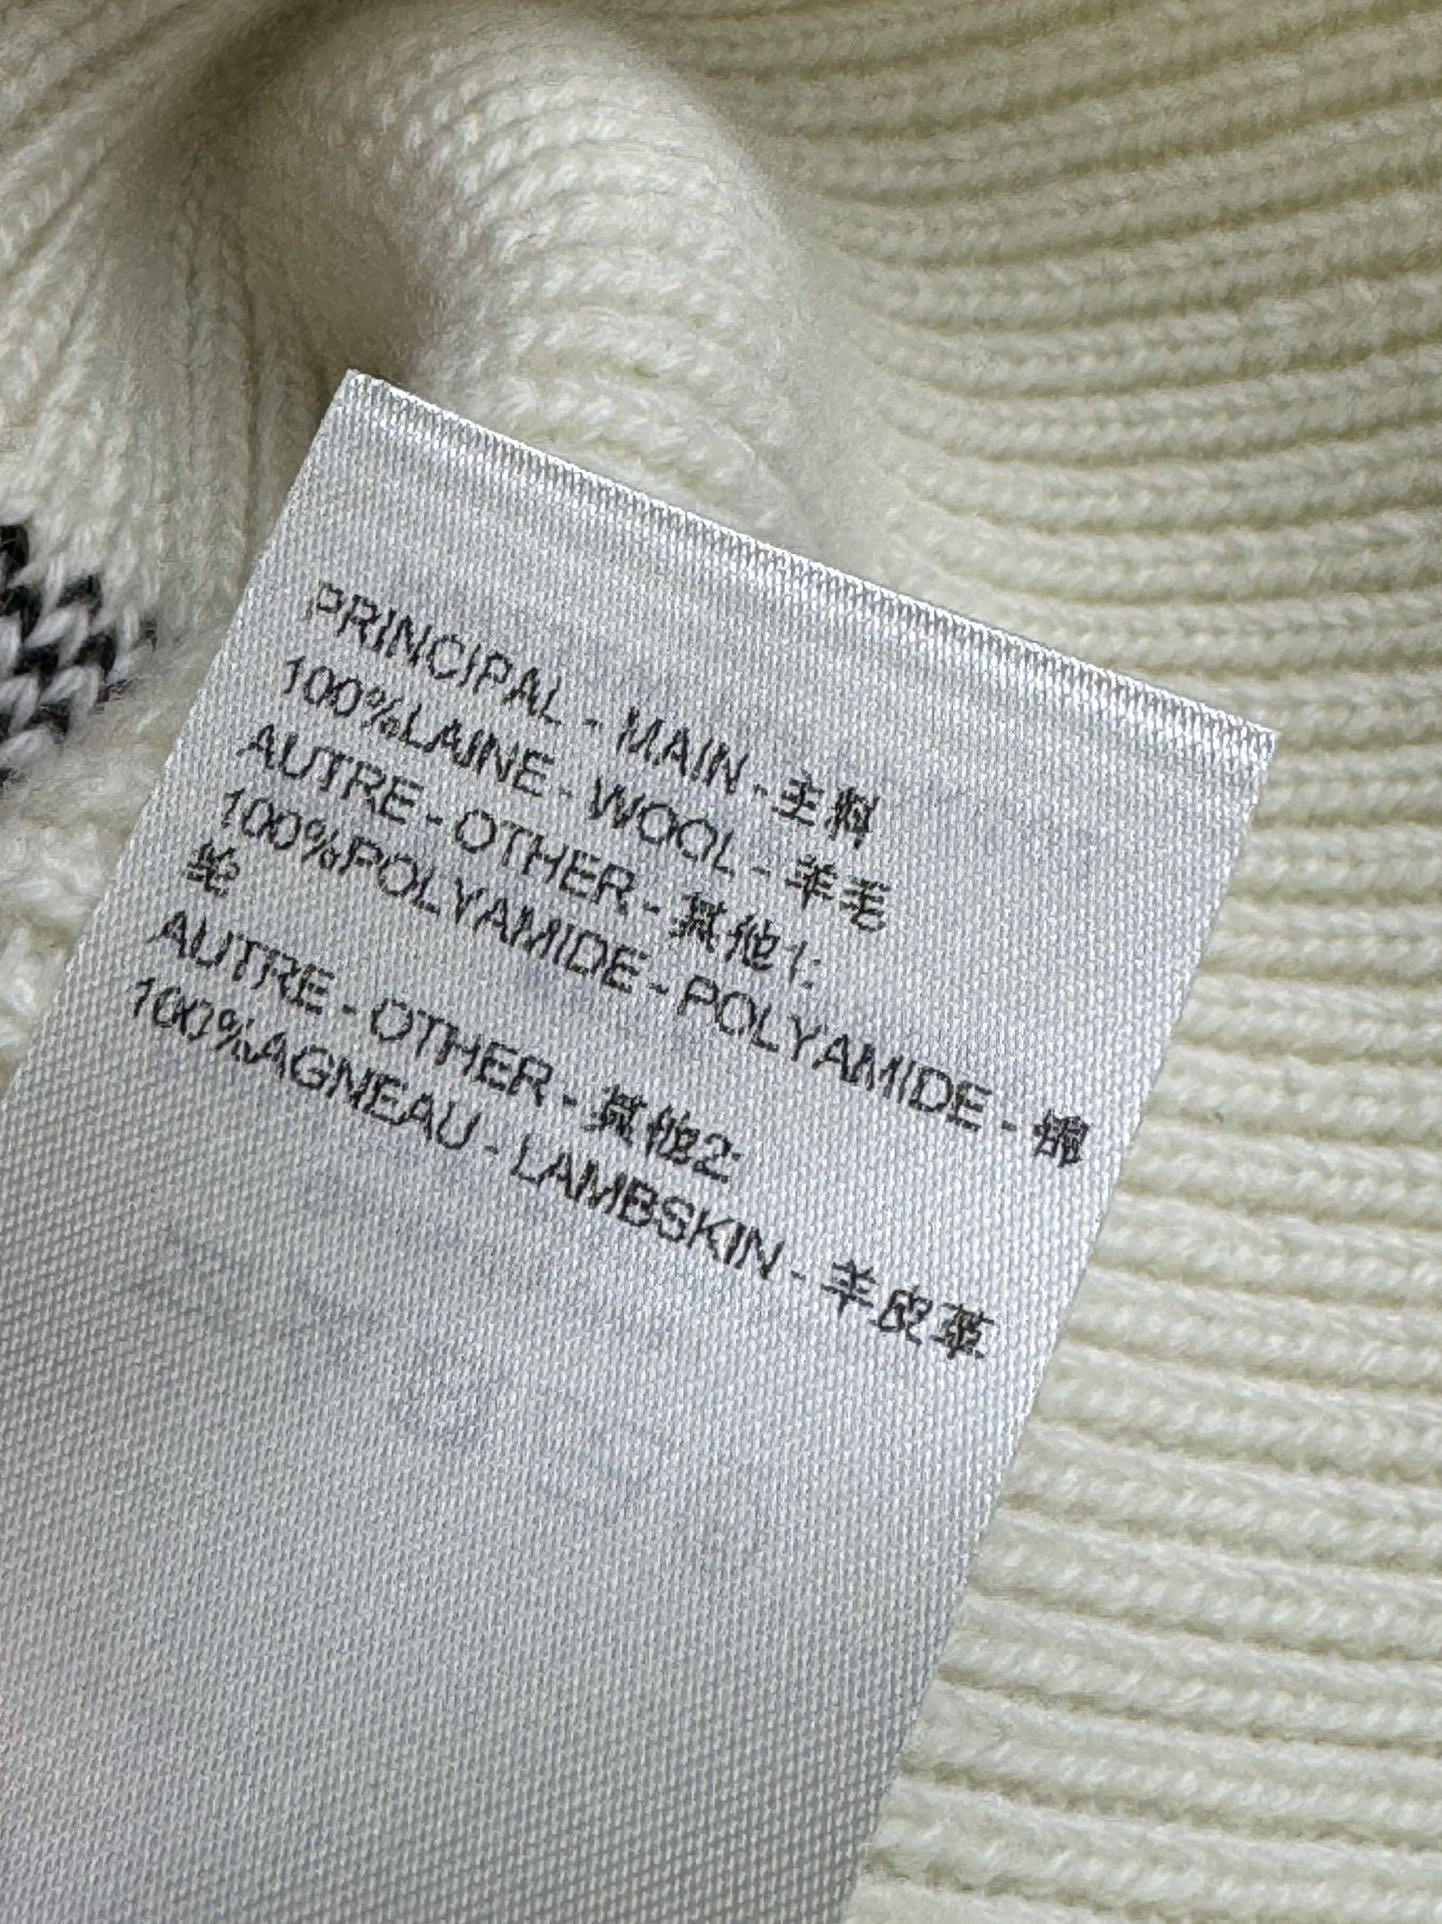 PRINCIPAL - MAIN - 主料
100%LAINE - WOOL - 羊毛
AUTRE - OTHER - 其他1:
100%POLYAMIDE - POLYAMIDE - 锦
纶
AUTRE - OTHER - 其他2:
100%AGNEAU - LAMBSKIN - 羊皮革